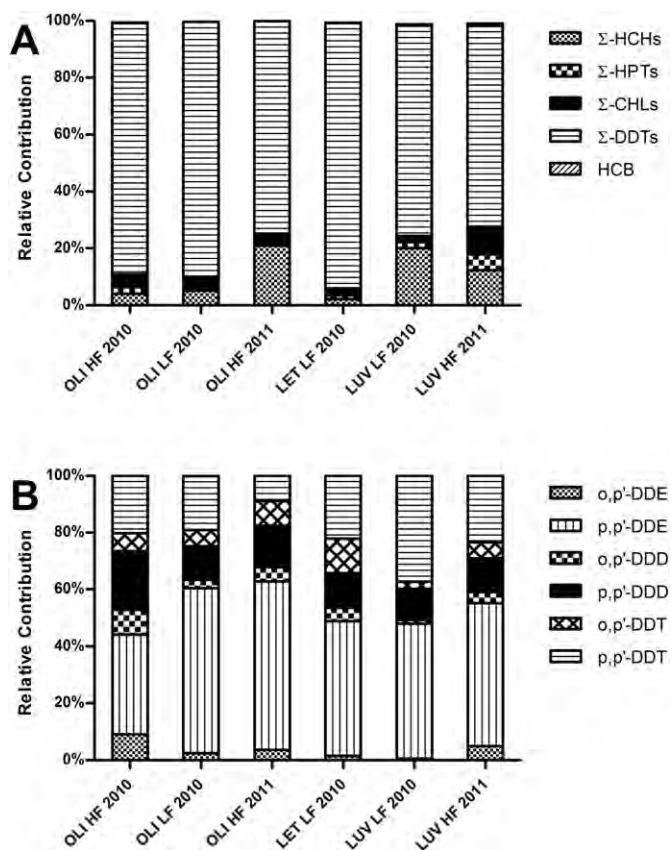 A
Relative Contribution
100%
80%
60%
40%
20%
0%
OLI HF 2010
OLI LF 2010
OLI HF 2011
LET LF 2010
LUV LF 2010
LUV HF 2011
Σ-HCHs
Σ-HPTs
Σ-CHLs
Σ-DDTs
HCB
B
Relative Contribution
100%
80%
60%
40%
20%
0%
OLI HF 2010
OLI LF 2010
OLI HF 2011
LET LF 2010
LUV LF 2010
LUV HF 2011
o,p'-DDE
p,p'-DDE
o,p'-DDD
p,p'-DDD
o,p'-DDT
p,p'-DDT